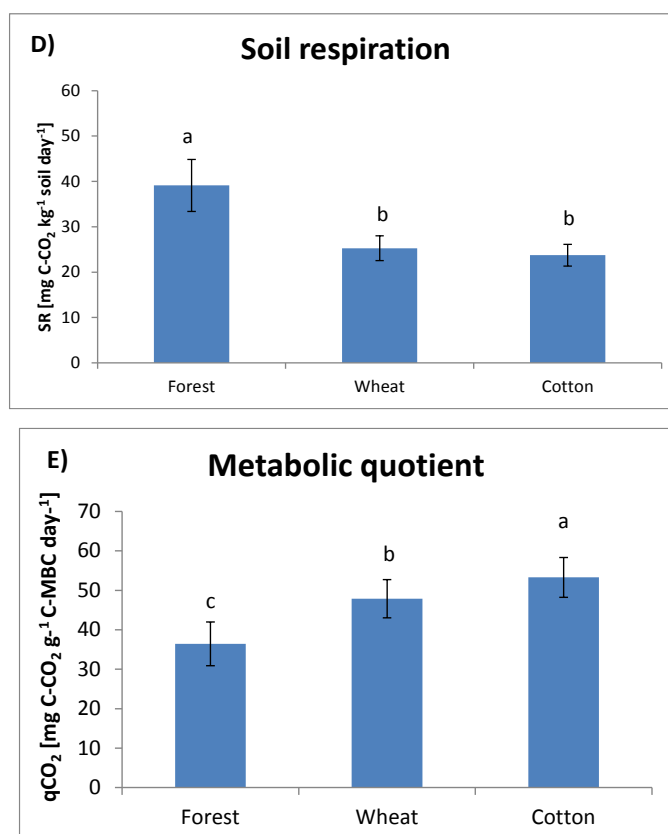 D)
Soil respiration
SR [mg C-CO₂ kg⁻¹ soil day⁻¹]
60
50
40
30
20
10
0
a
b
b
Forest Wheat Cotton
E)
Metabolic quotient
qCO₂ [mg C-CO₂ g⁻¹ C-MBC day-¹]
70
60
50
40
30
20
10
0
c
b
a
Forest Wheat Cotton